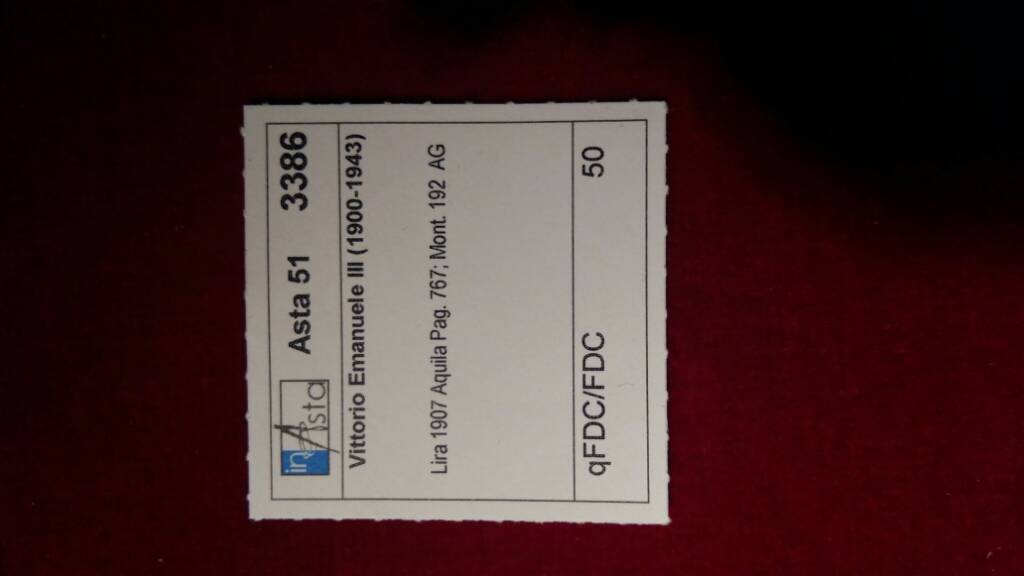 inAsta Asta 51 3386
Vittorio Emanuele III (1900-1943)
Lira 1907 Aquila Pag. 767; Mont. 192 AG
qFDC/FDC 50